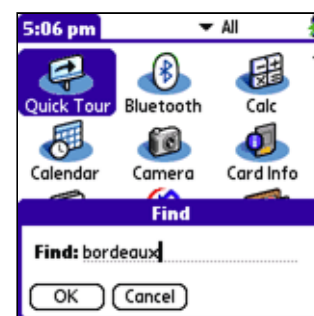 5:06 pm All
Quick Tour Bluetooth Calc
Calendar Camera Card Info
Find
Find: bordeaux
OK Cancel